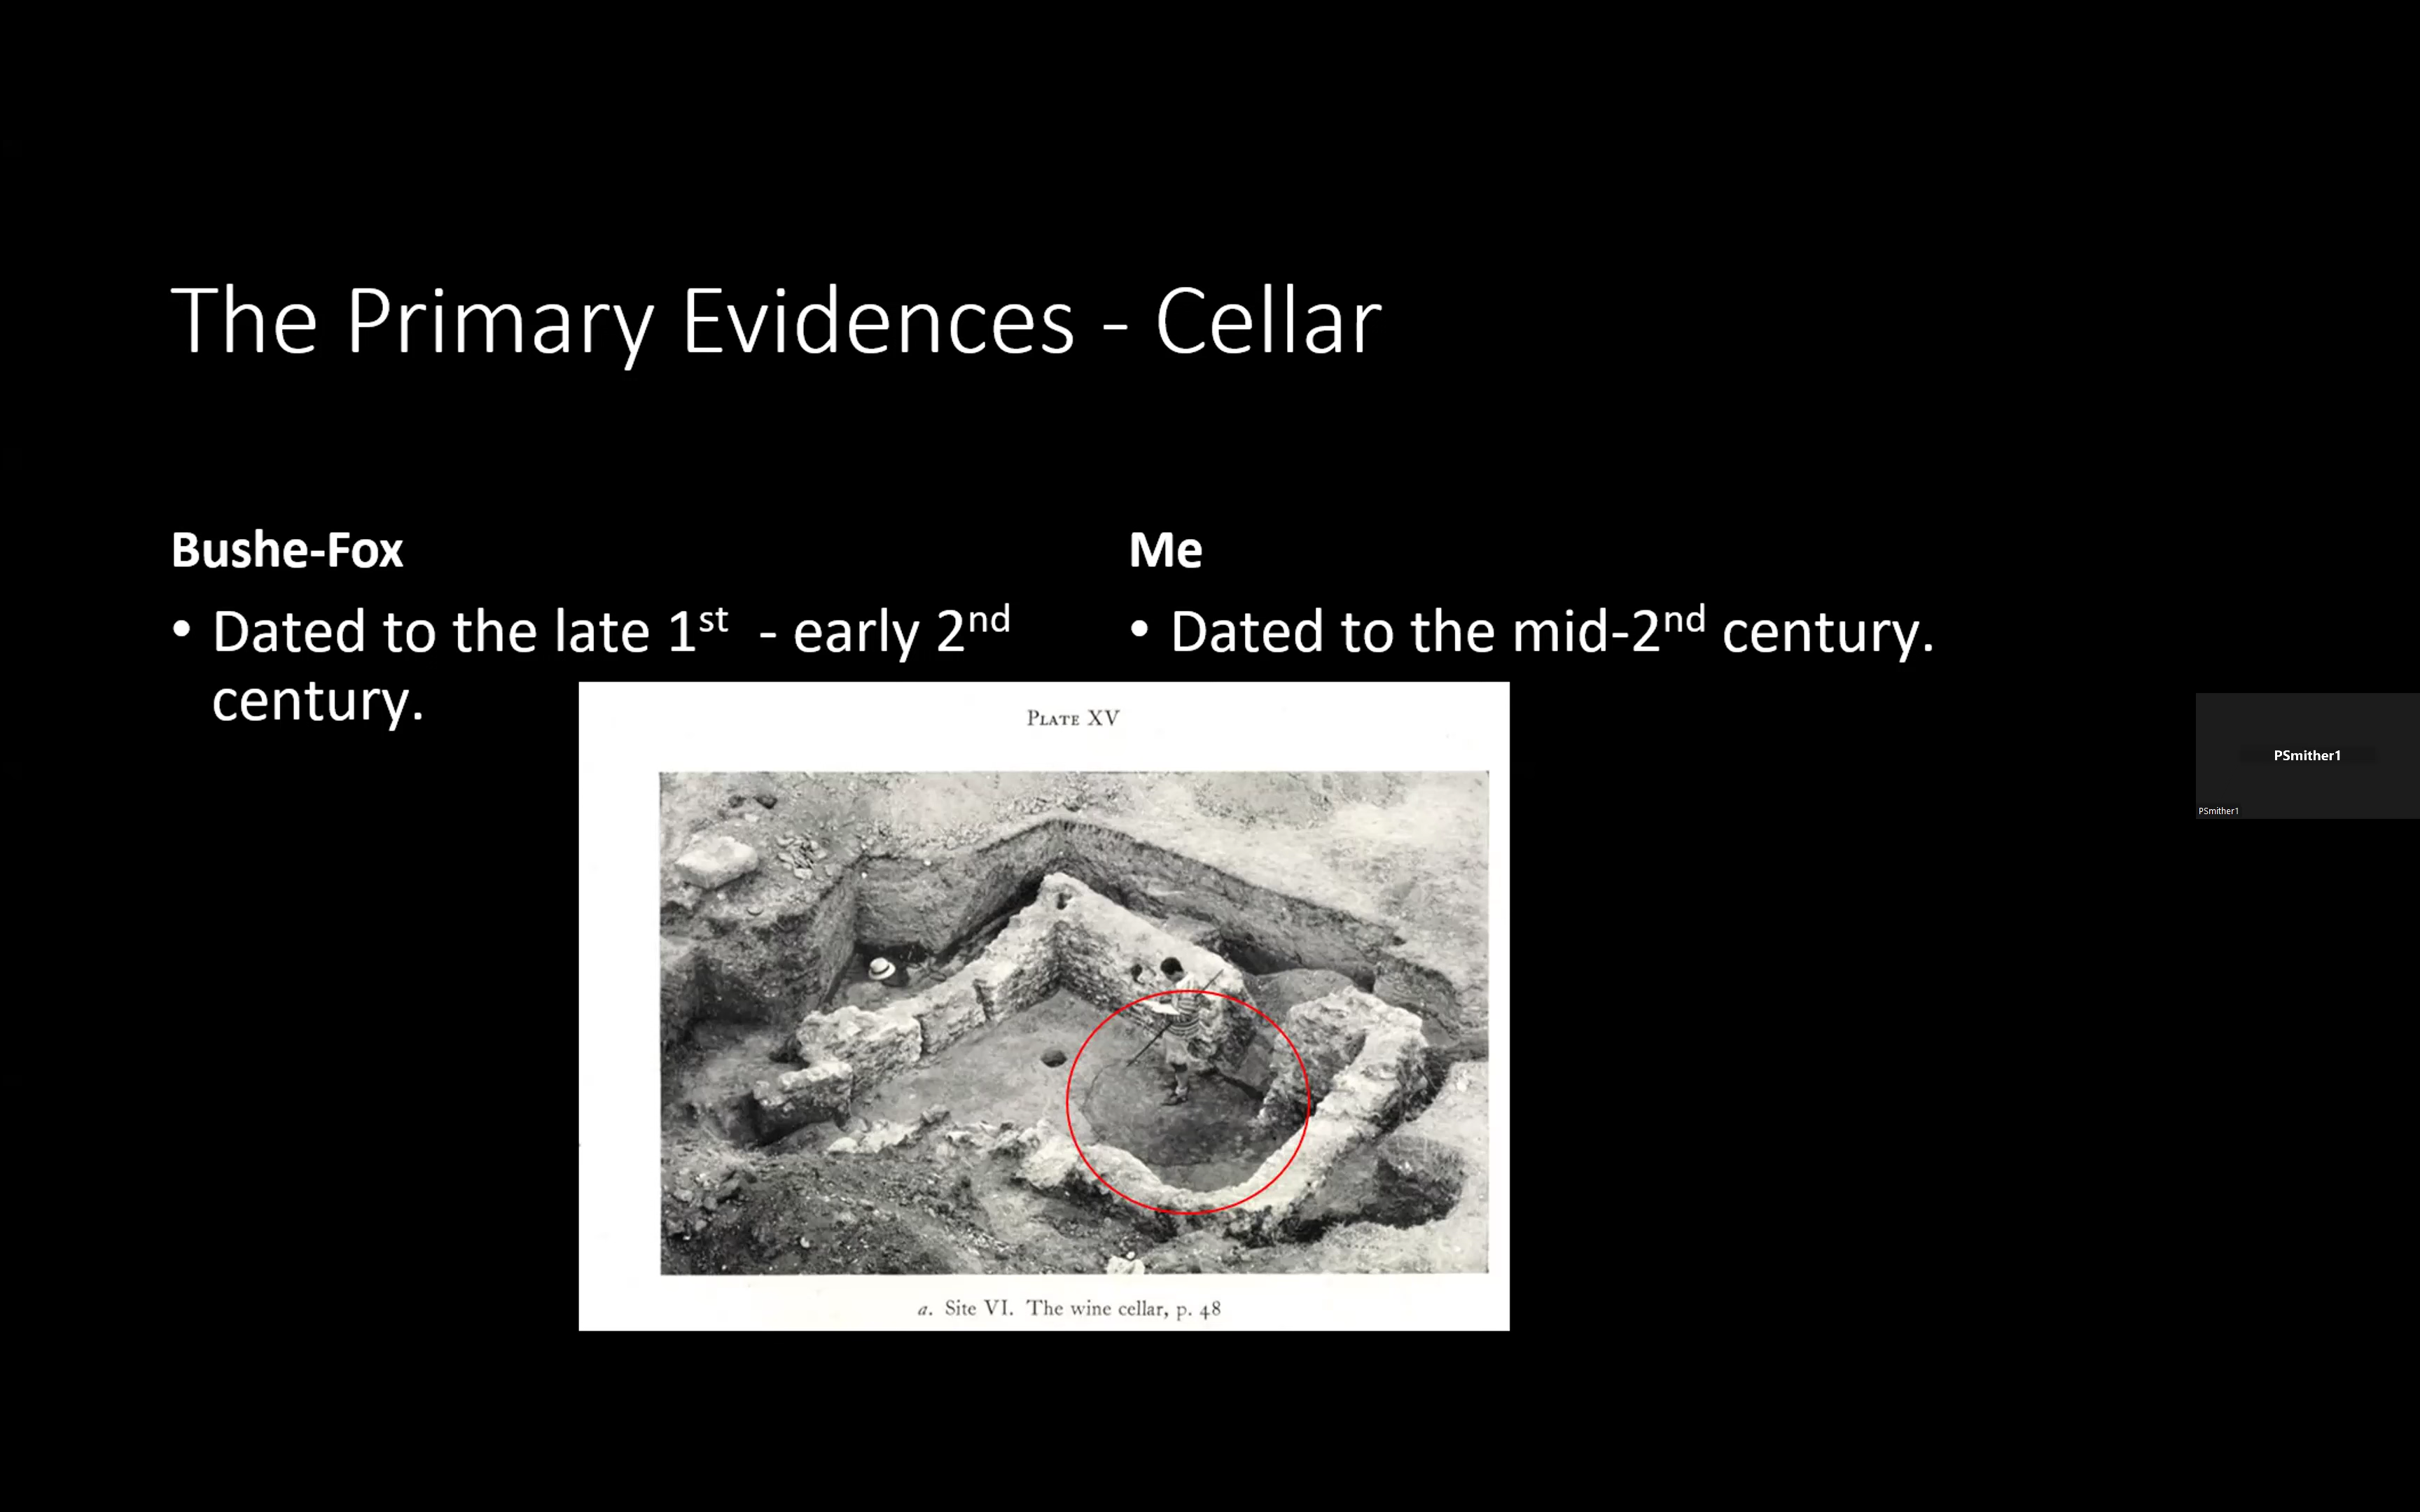 The Primary Evidences - Cellar
Bushe-Fox
• Dated to the late 1st - early 2nd
century.
Me
• Dated to the mid-2nd century.
Plate XV
a. Site VI. The wine cellar, p. 48
PSmither1
PSmither1